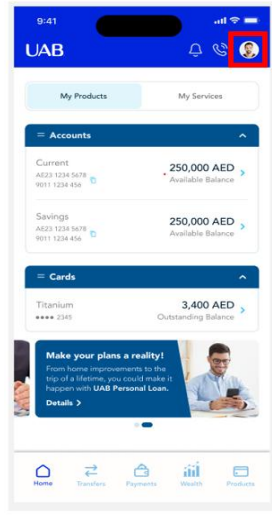 9:41
UAB
My Products
My Services
= Accounts
Current
AE23 1234 5678
9011 1234 456
250,000 AED
Available Balance
Savings
AE23 1234 5678
9011 1234 456
250,000 AED
Available Balance
= Cards
Titanium
**** 2345
3,400 AED
Outstanding Balance
Make your plans a reality!
From home improvements to the
trip of a lifetime, you could make it
happen with UAB Personal Loan.
Details >
Home
Transfers
Payments
Wealth
Products